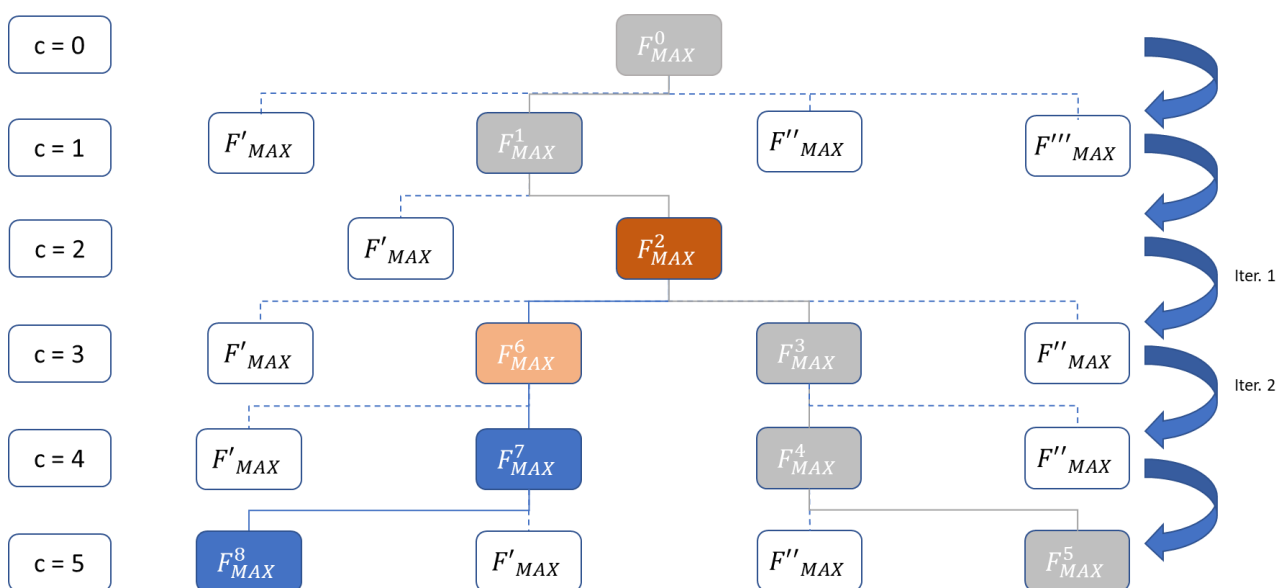 c = 0
F^0_MAX
c = 1
F'_MAX
F^1_MAX
F''_MAX
F'''_MAX
c = 2
F'_MAX
F^2_MAX
Iter. 1
c = 3
F'_MAX
F^6_MAX
F^3_MAX
F''_MAX
Iter. 2
c = 4
F'_MAX
F^7_MAX
F^4_MAX
F''_MAX
c = 5
F^8_MAX
F'_MAX
F''_MAX
F^5_MAX